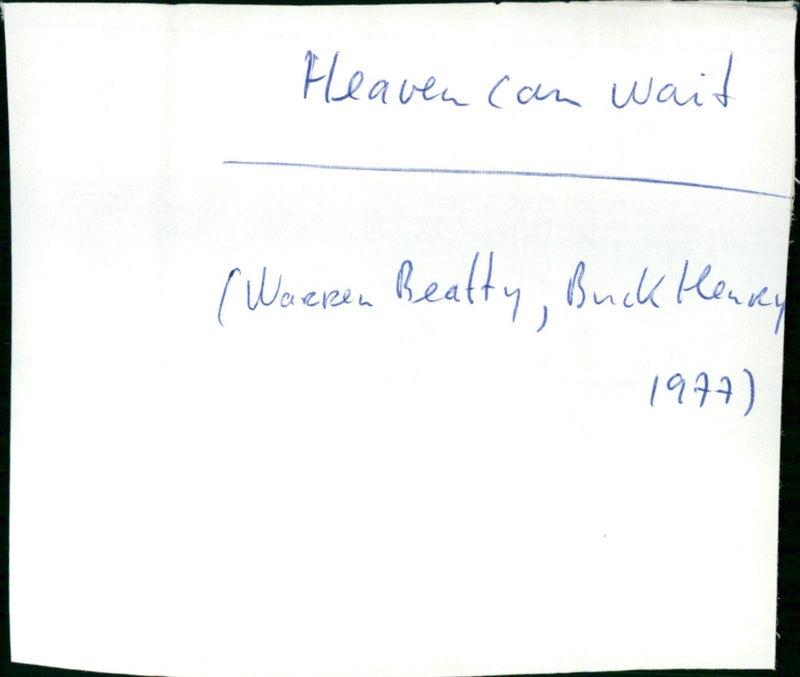 Heaven can wait
(Warren Beatty, Buck Henry
1977)